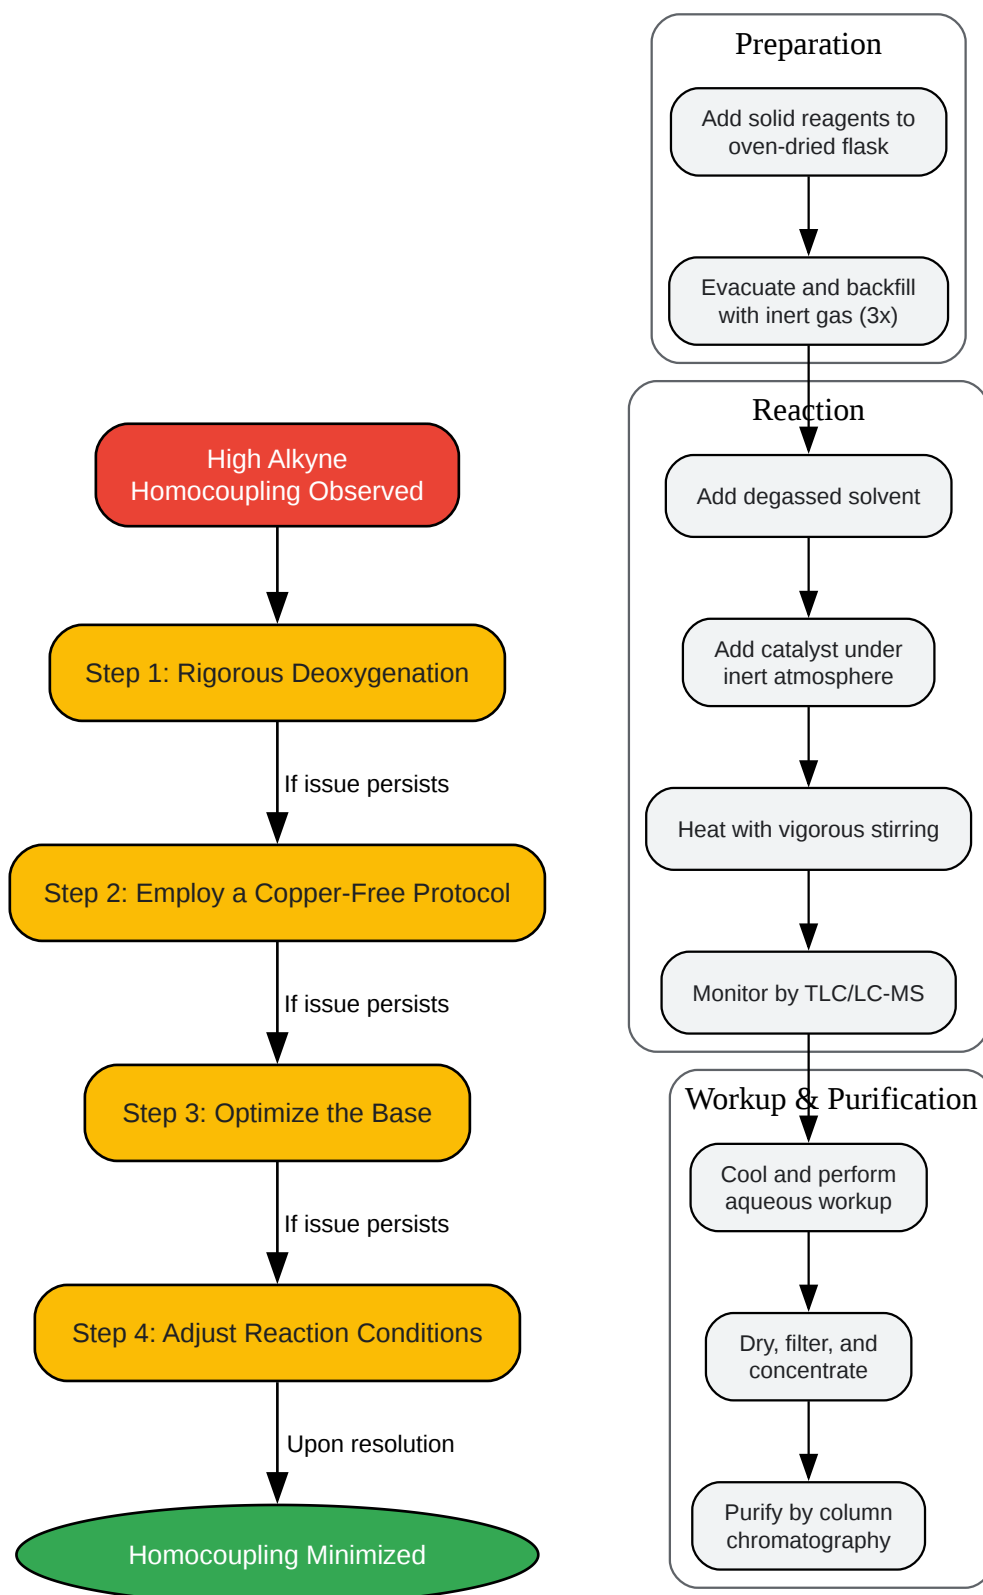 High Alkyne
Homocoupling Observed
Step 1: Rigorous Deoxygenation
If issue persists
Step 2: Employ a Copper-Free Protocol
If issue persists
Step 3: Optimize the Base
If issue persists
Step 4: Adjust Reaction Conditions
Upon resolution
Homocoupling Minimized
Preparation
Add solid reagents to
oven-dried flask
Evacuate and backfill
with inert gas (3x)
Reaction
Add degassed solvent
Add catalyst under
inert atmosphere
Heat with vigorous stirring
Monitor by TLC/LC-MS
Workup & Purification
Cool and perform
aqueous workup
Dry, filter, and
concentrate
Purify by column
chromatography